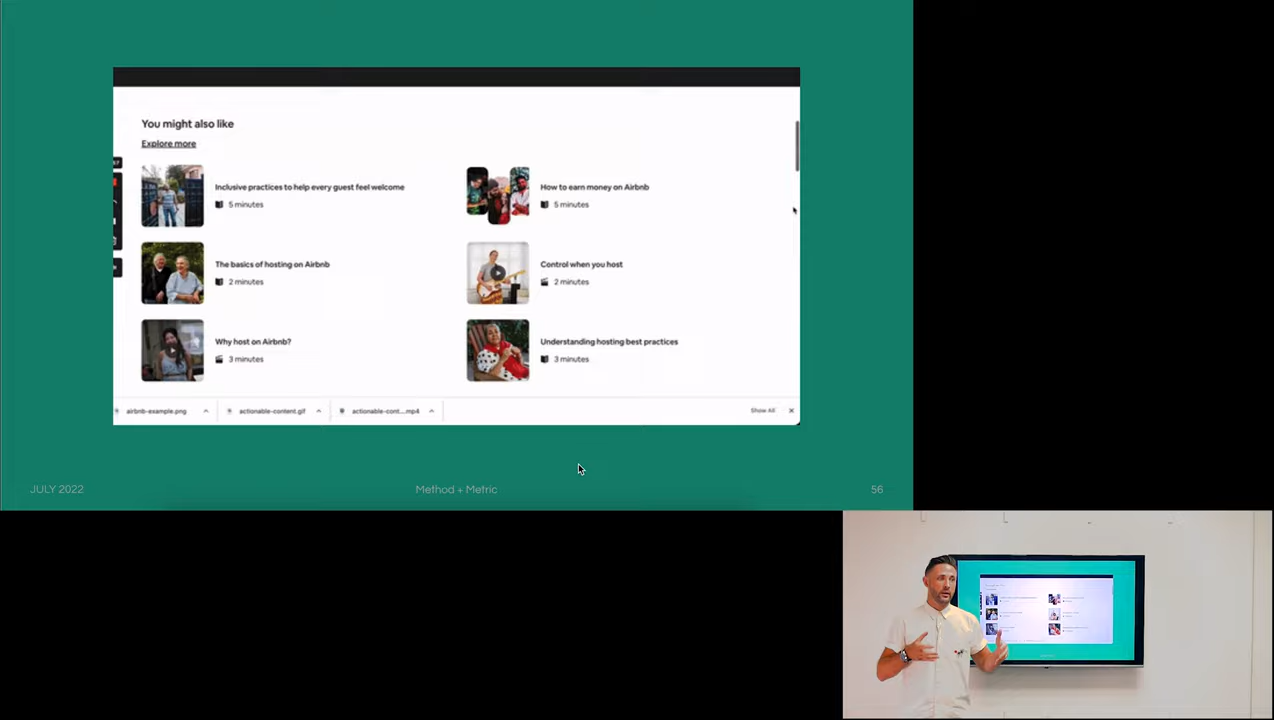 You might also like
Explore more
Inclusive practices to help every guest feel welcome
5 minutes
How to earn money on Airbnb
5 minutes
The basics of hosting on Airbnb
2 minutes
Control when you host
2 minutes
Why host on Airbnb?
3 minutes
Understanding hosting best practices
3 minutes
airbnb-example.png
actionable-content.gif
actionable-cont...mp4
Show All
JULY 2022
Method + Metric
56